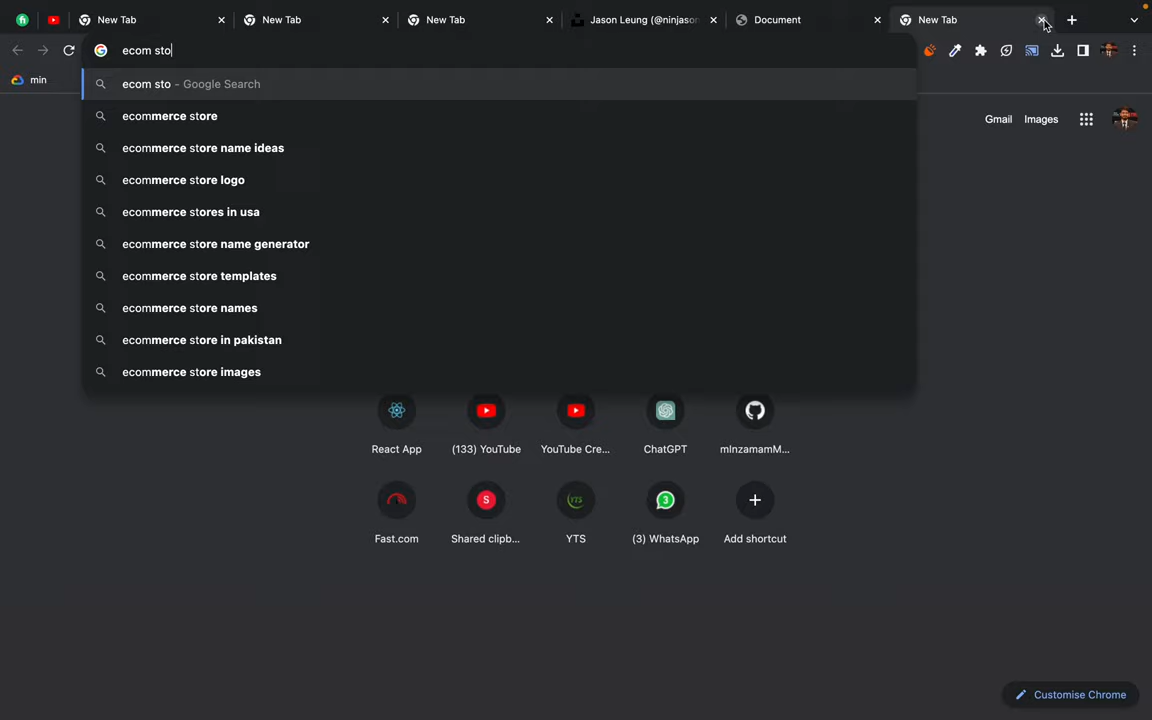 New Tab
New Tab
New Tab
Jason Leung (@ninjason
Document
New Tab
ecom sto
min
ecom sto - Google Search
ecommerce store
ecommerce store name ideas
ecommerce store logo
ecommerce stores in usa
ecommerce store name generator
ecommerce store templates
ecommerce store names
ecommerce store in pakistan
ecommerce store images
Gmail
Images
React App
(133) YouTube
YouTube Cre...
ChatGPT
mInzamamM...
Fast.com
S
Shared clipb...
YTS
YTS
3
(3) WhatsApp
Add shortcut
Customise Chrome